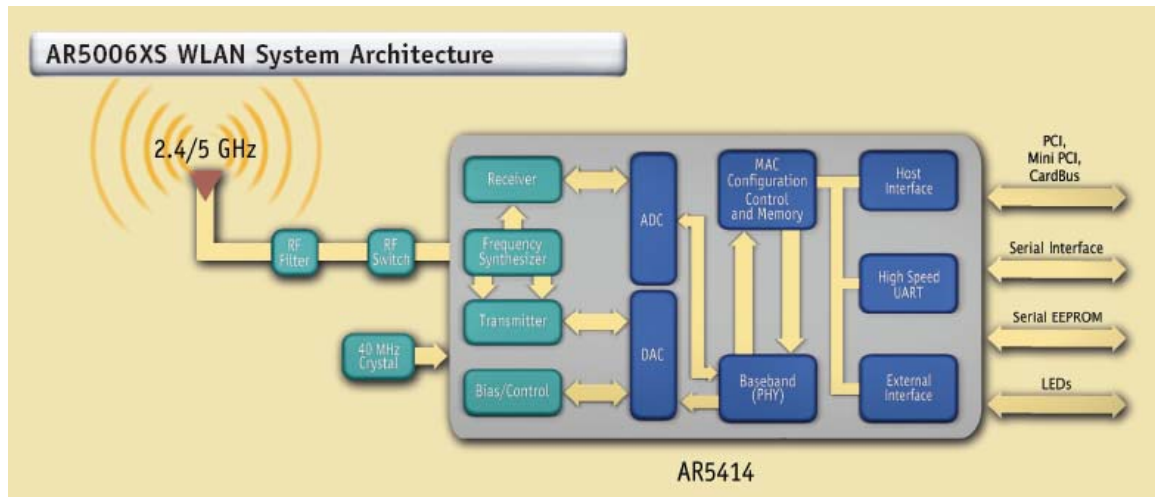 AR5006XS WLAN System Architecture
2.4/5 GHz
RF
Filter
RF
Switch
40 MHz
Crystal
Receiver
Frequency
Synthesizer
Transmitter
Bias/Control
ADC
DAC
MAC
Configuration
Control
and Memory
Baseband
(PHY)
Host
Interface
High Speed
UART
External
Interface
PCI,
Mini PCI,
CardBus
Serial Interface
Serial EEPROM
LEDs
AR5414